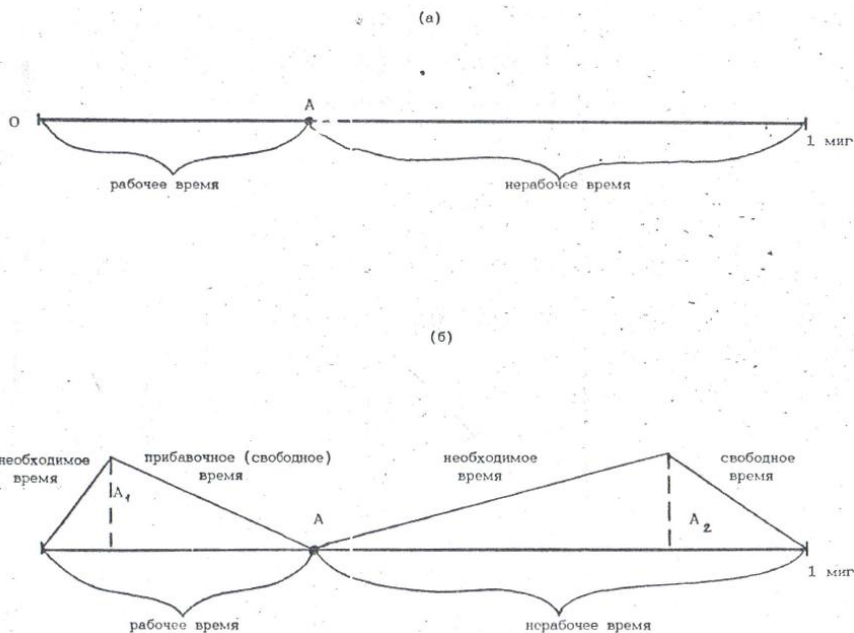 (а)
А
0
1 миг
рабочее время
нерабочее время
(б)
необходимое
время
прибавочное (свободное)
время
необходимое
время
свободное
время
А₁
А
А₂
1 миг
рабочее время
нерабочее время